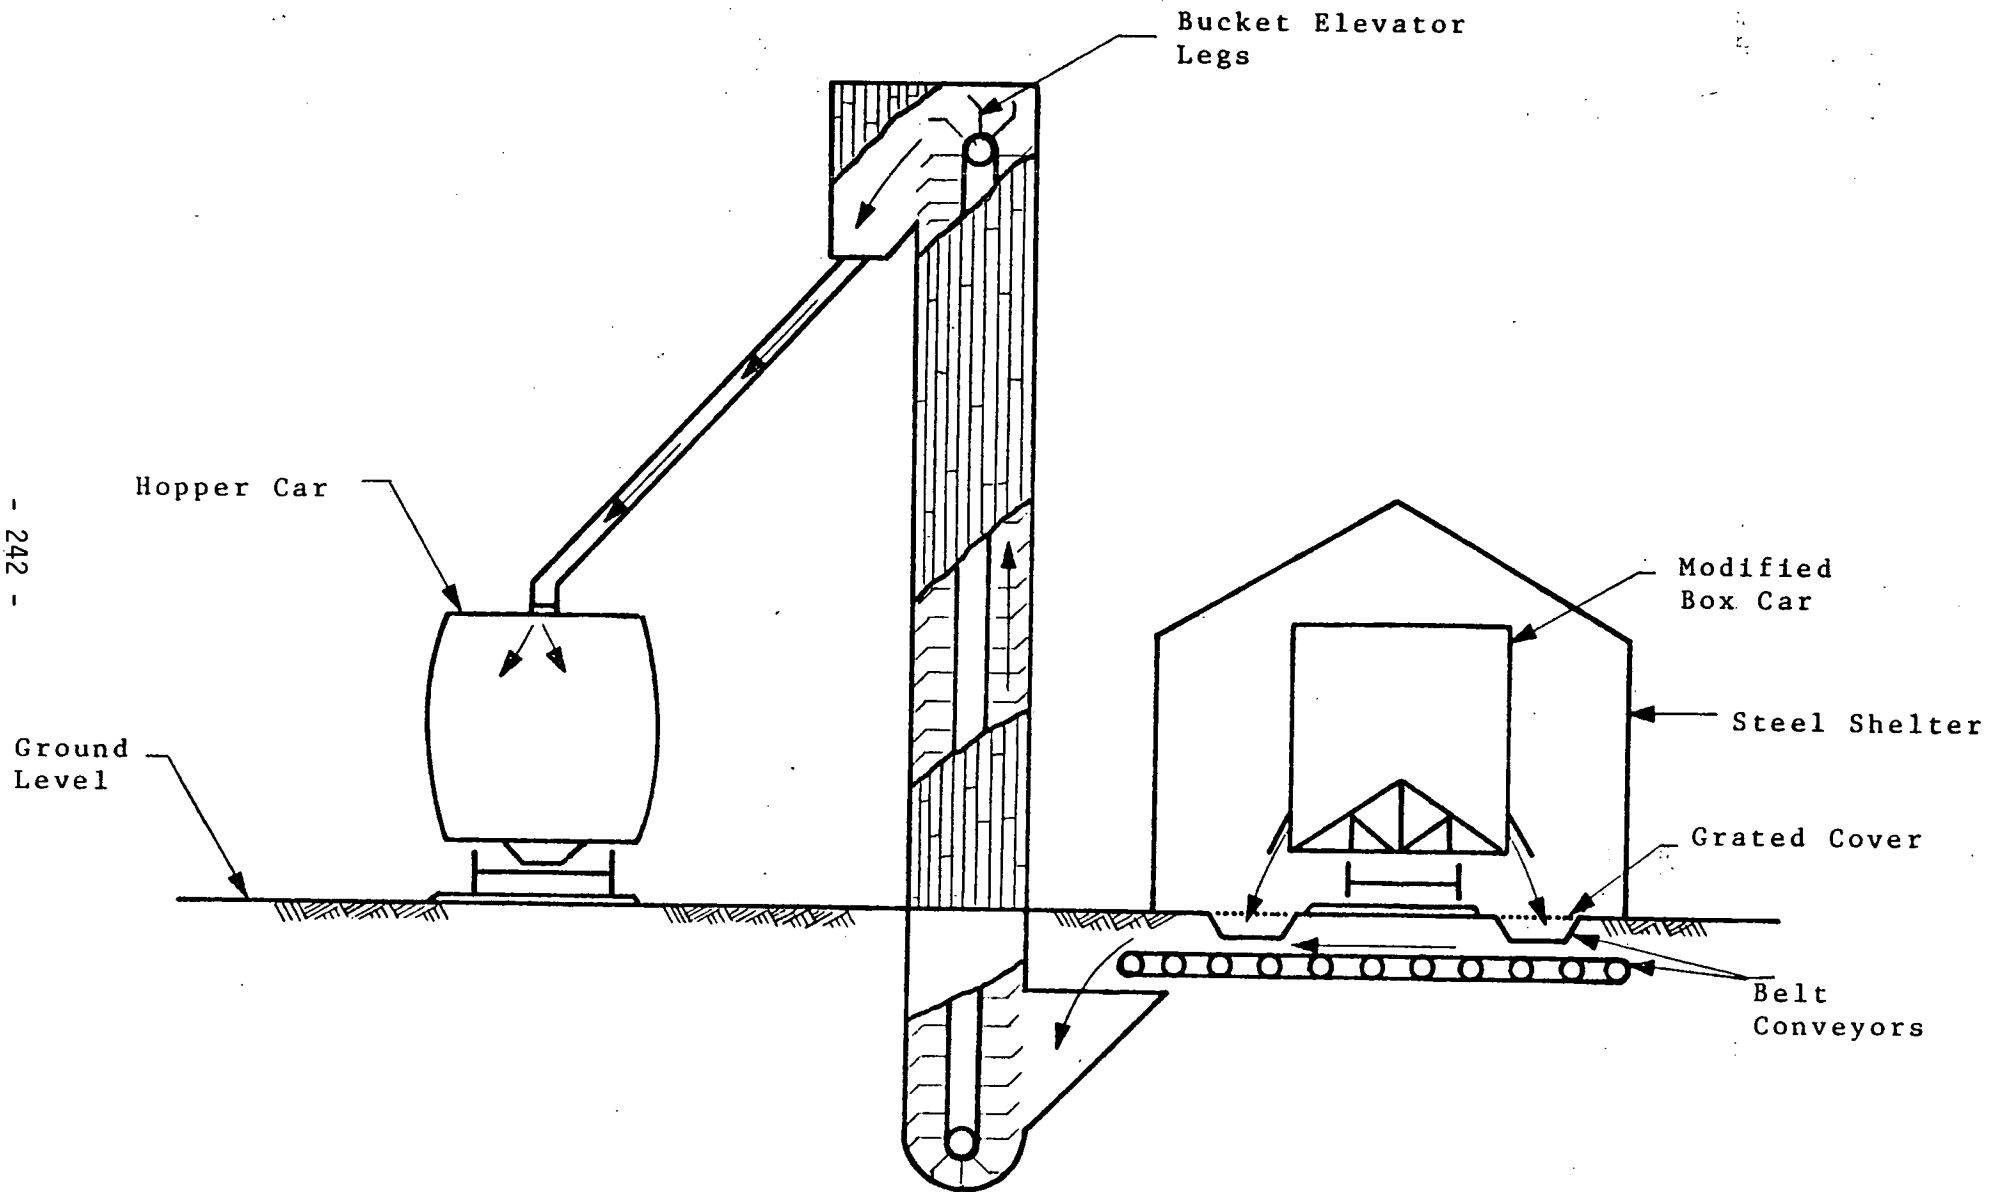 Bucket Elevator
Legs
Hopper Car
Modified
Box Car
Steel Shelter
Ground
Level
Grated Cover
Belt
Conveyors
- 242 -